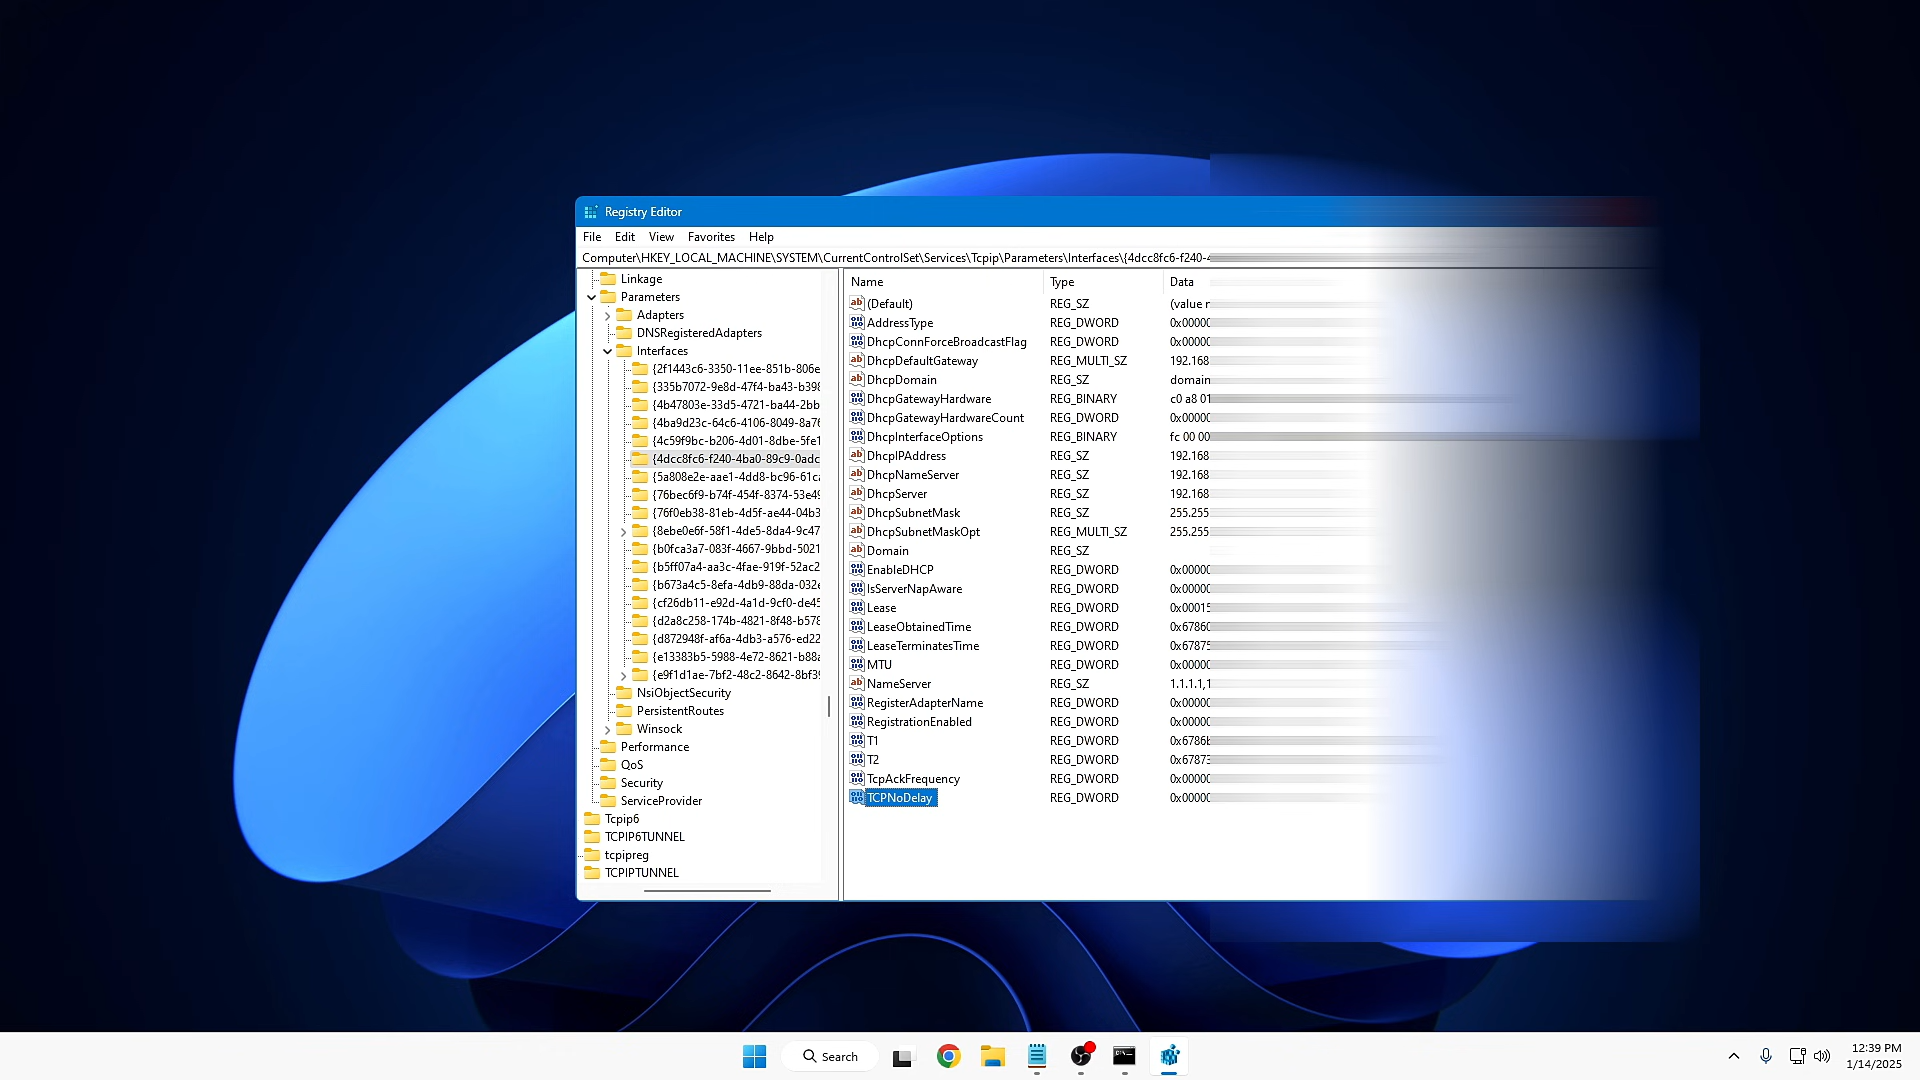 Registry Editor
File Edit View Favorites Help
Computer\HKEY_LOCAL_MACHINE\SYSTEM\CurrentControlSet\Services\Tcpip\Parameters\Interfaces\{4dcc8fc6-f240-4
Linkage
Parameters
Adapters
DNSRegisteredAdapters
Interfaces
{2f1443c6-3350-11ee-851b-806e
{335b7072-9e8d-47f4-ba43-b398
{4b47803e-33d5-4721-ba44-2bb
{4ba9d23c-64c6-4106-8049-8a76
{4c59f9bc-b206-4d01-8dbe-5fe1
{4dcc8fc6-f240-4ba0-89c9-0adc
{5a808e2e-aae1-4dd8-bc96-61c
{76bec6f9-b74f-454f-8374-53e49
{76f0eb38-81eb-4d5f-ae44-04b3
{8ebe0e6f-58f1-4de5-8da4-9c47
{b0fca3a7-083f-4667-9bbd-5021
{b5ff07a4-aa3c-4fae-919f-52ac2
{b673a4c5-8efa-4db9-88da-032e
{cf26db11-e92d-4a1d-9cf0-de45
{d2a8c258-174b-4821-8f48-b578
{d872948f-af6a-4db3-a576-ed22
{e13383b5-5988-4e72-8621-b88a
{e9f1d1ae-7bf2-48c2-8642-8bf39
NsiObjectSecurity
PersistentRoutes
Winsock
Performance
QoS
Security
ServiceProvider
Tcpip6
TCPIP6TUNNEL
tcpipreg
TCPIPTUNNEL
Name Type Data
(Default) REG_SZ (value
AddressType REG_DWORD 0x00000
DhcpConnForceBroadcastFlag REG_DWORD 0x00000
DhcpDefaultGateway REG_MULTI_SZ 192.168
DhcpDomain REG_SZ domain
DhcpGatewayHardware REG_BINARY c0 a8 01
DhcpGatewayHardwareCount REG_DWORD 0x00000
DhcpInterfaceOptions REG_BINARY fc 00 00
DhcpIPAddress REG_SZ 192.168
DhcpNameServer REG_SZ 192.168
DhcpServer REG_SZ 192.168
DhcpSubnetMask REG_SZ 255.255
DhcpSubnetMaskOpt REG_MULTI_SZ 255.255
Domain REG_SZ
EnableDHCP REG_DWORD 0x00000
IsServerNapAware REG_DWORD 0x00000
Lease REG_DWORD 0x00015
LeaseObtainedTime REG_DWORD 0x67860
LeaseTerminatesTime REG_DWORD 0x67875
MTU REG_DWORD 0x00000
NameServer REG_SZ 1.1.1.1,1
RegisterAdapterName REG_DWORD 0x00000
RegistrationEnabled REG_DWORD 0x00000
T1 REG_DWORD 0x6786b
T2 REG_DWORD 0x67873
TcpAckFrequency REG_DWORD 0x00000
TCPNoDelay REG_DWORD 0x00000
Search
12:39 PM
1/14/2025